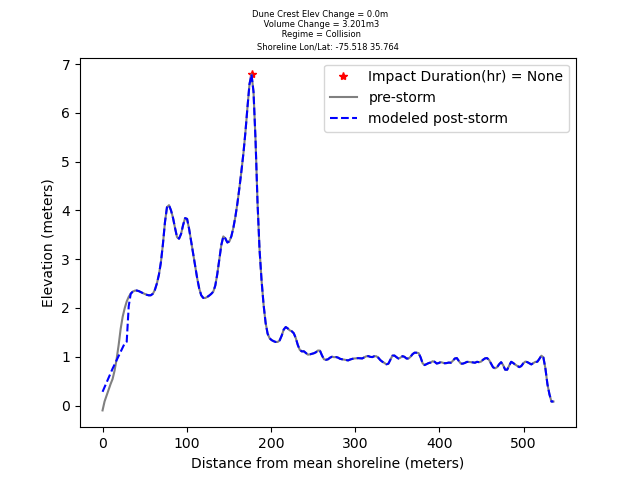 Dune Crest Elev Change = 0.0m
Volume Change = 3.201m3
Regime = Collision
Shoreline Lon/Lat: -75.518 35.764
Impact Duration(hr) = None
pre-storm
modeled post-storm
Elevation (meters)
7
6
5
4
3
2
1
0
0 100 200 300 400 500
Distance from mean shoreline (meters)